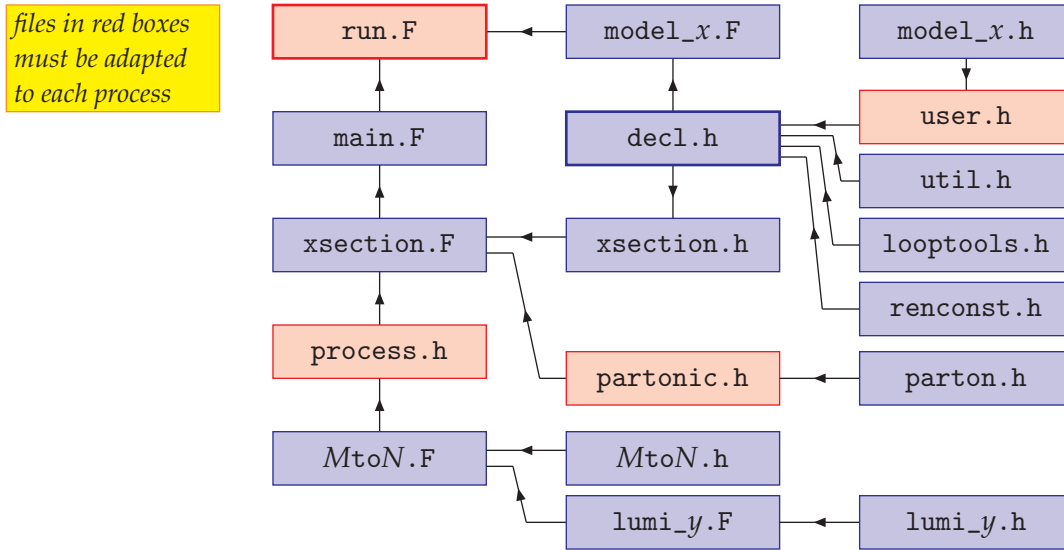 files in red boxes
must be adapted
to each process
run.F
model_x.F
model_x.h
main.F
decl.h
user.h
util.h
xsection.F
xsection.h
looptools.h
renconst.h
process.h
partonic.h
parton.h
MtoN.F
MtoN.h
lumi_y.F
lumi_y.h